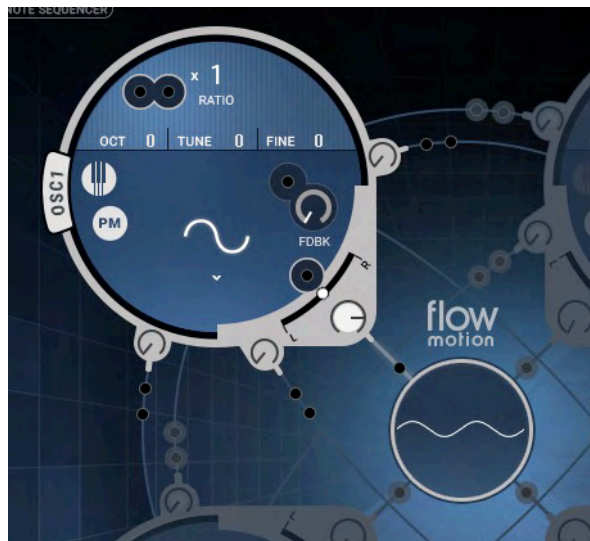 NOTE SEQUENCER
x 1
RATIO
OCT 0 TUNE 0 FINE 0
OSC1
PM
FDBK
R
L
flow
motion
L
L